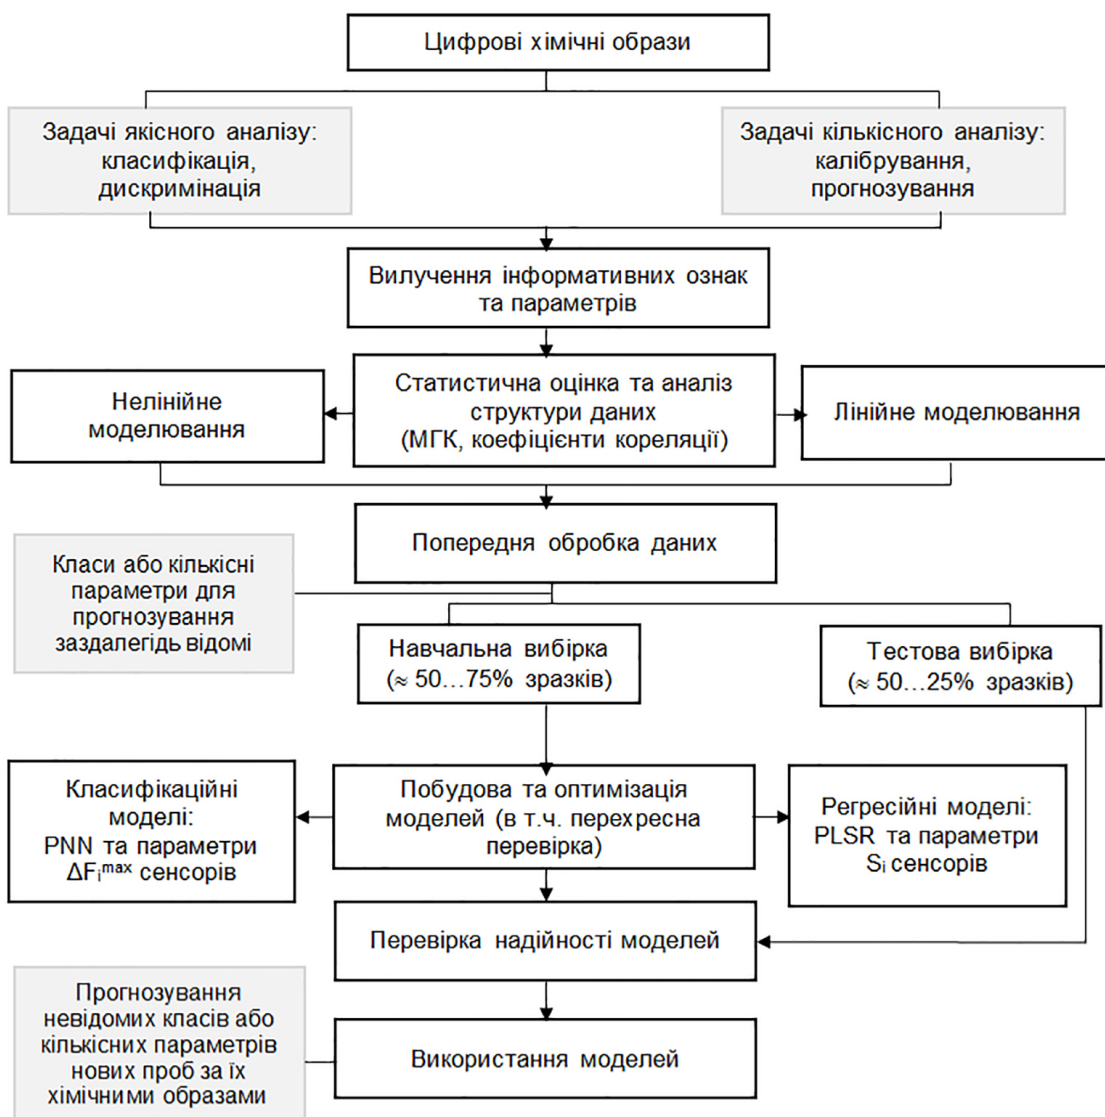 Цифрові хімічні образи
Задачі якісного аналізу:
класифікація,
дискримінація
Задачі кількісного аналізу:
калібрування,
прогнозування
Вилучення інформативних ознак
та параметрів
Нелінійне
моделювання
Статистична оцінка та аналіз
структури даних
(МГК, коефіцієнти кореляції)
Лінійне моделювання
Попередня обробка даних
Класи або кількісні
параметри для
прогнозування
заздалегідь відомі
Навчальна вибірка
(≈ 50…75% зразків)
Тестова вибірка
(≈ 50…25% зразків)
Класифікаційні
моделі:
PNN та параметри
ΔFᵢᵐᵃˣ сенсорів
Побудова та оптимізація
моделей (в т.ч. перехресна
перевірка)
Регресійні моделі:
PLSR та параметри
Sᵢ сенсорів
Перевірка надійності моделей
Прогнозування
невідомих класів або
кількісних параметрів
нових проб за їх
хімічними образами
Використання моделей